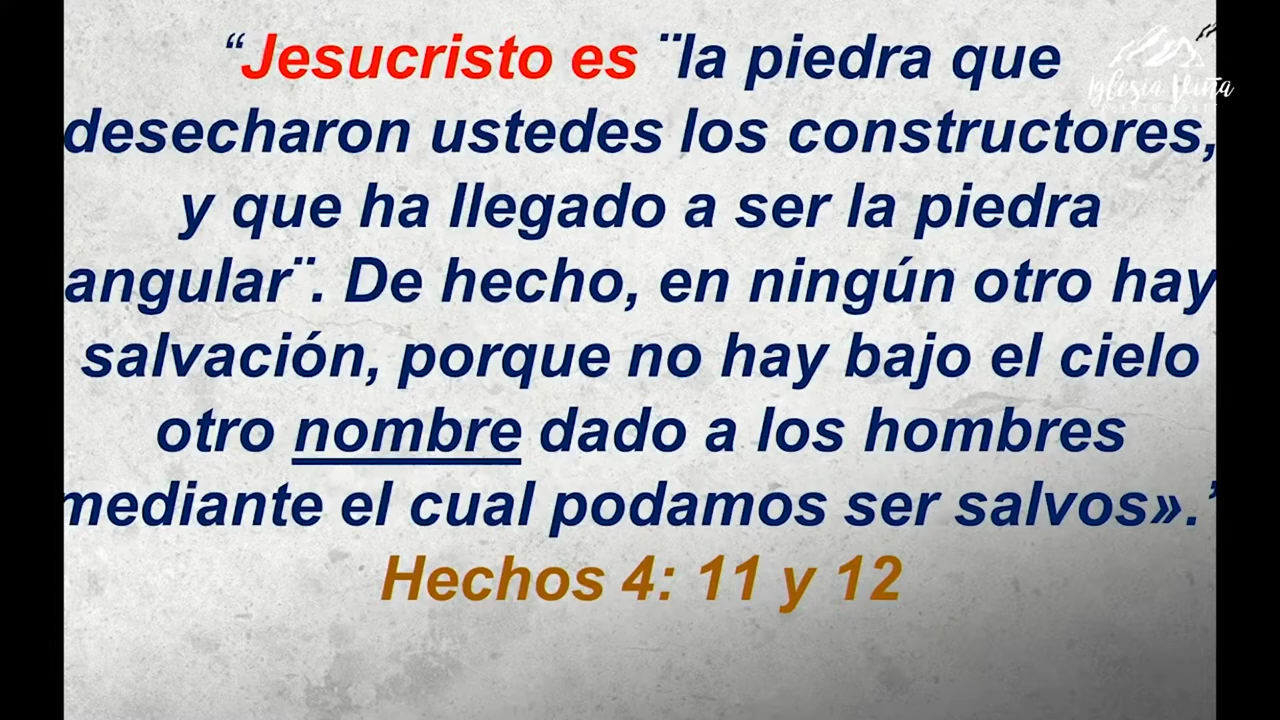 “Jesucristo es ¨la piedra que
desecharon ustedes los constructores,
y que ha llegado a ser la piedra
angular¨. De hecho, en ningún otro hay
salvación, porque no hay bajo el cielo
otro nombre dado a los hombres
mediante el cual podamos ser salvos».”
Hechos 4: 11 y 12
Iglesia Viña